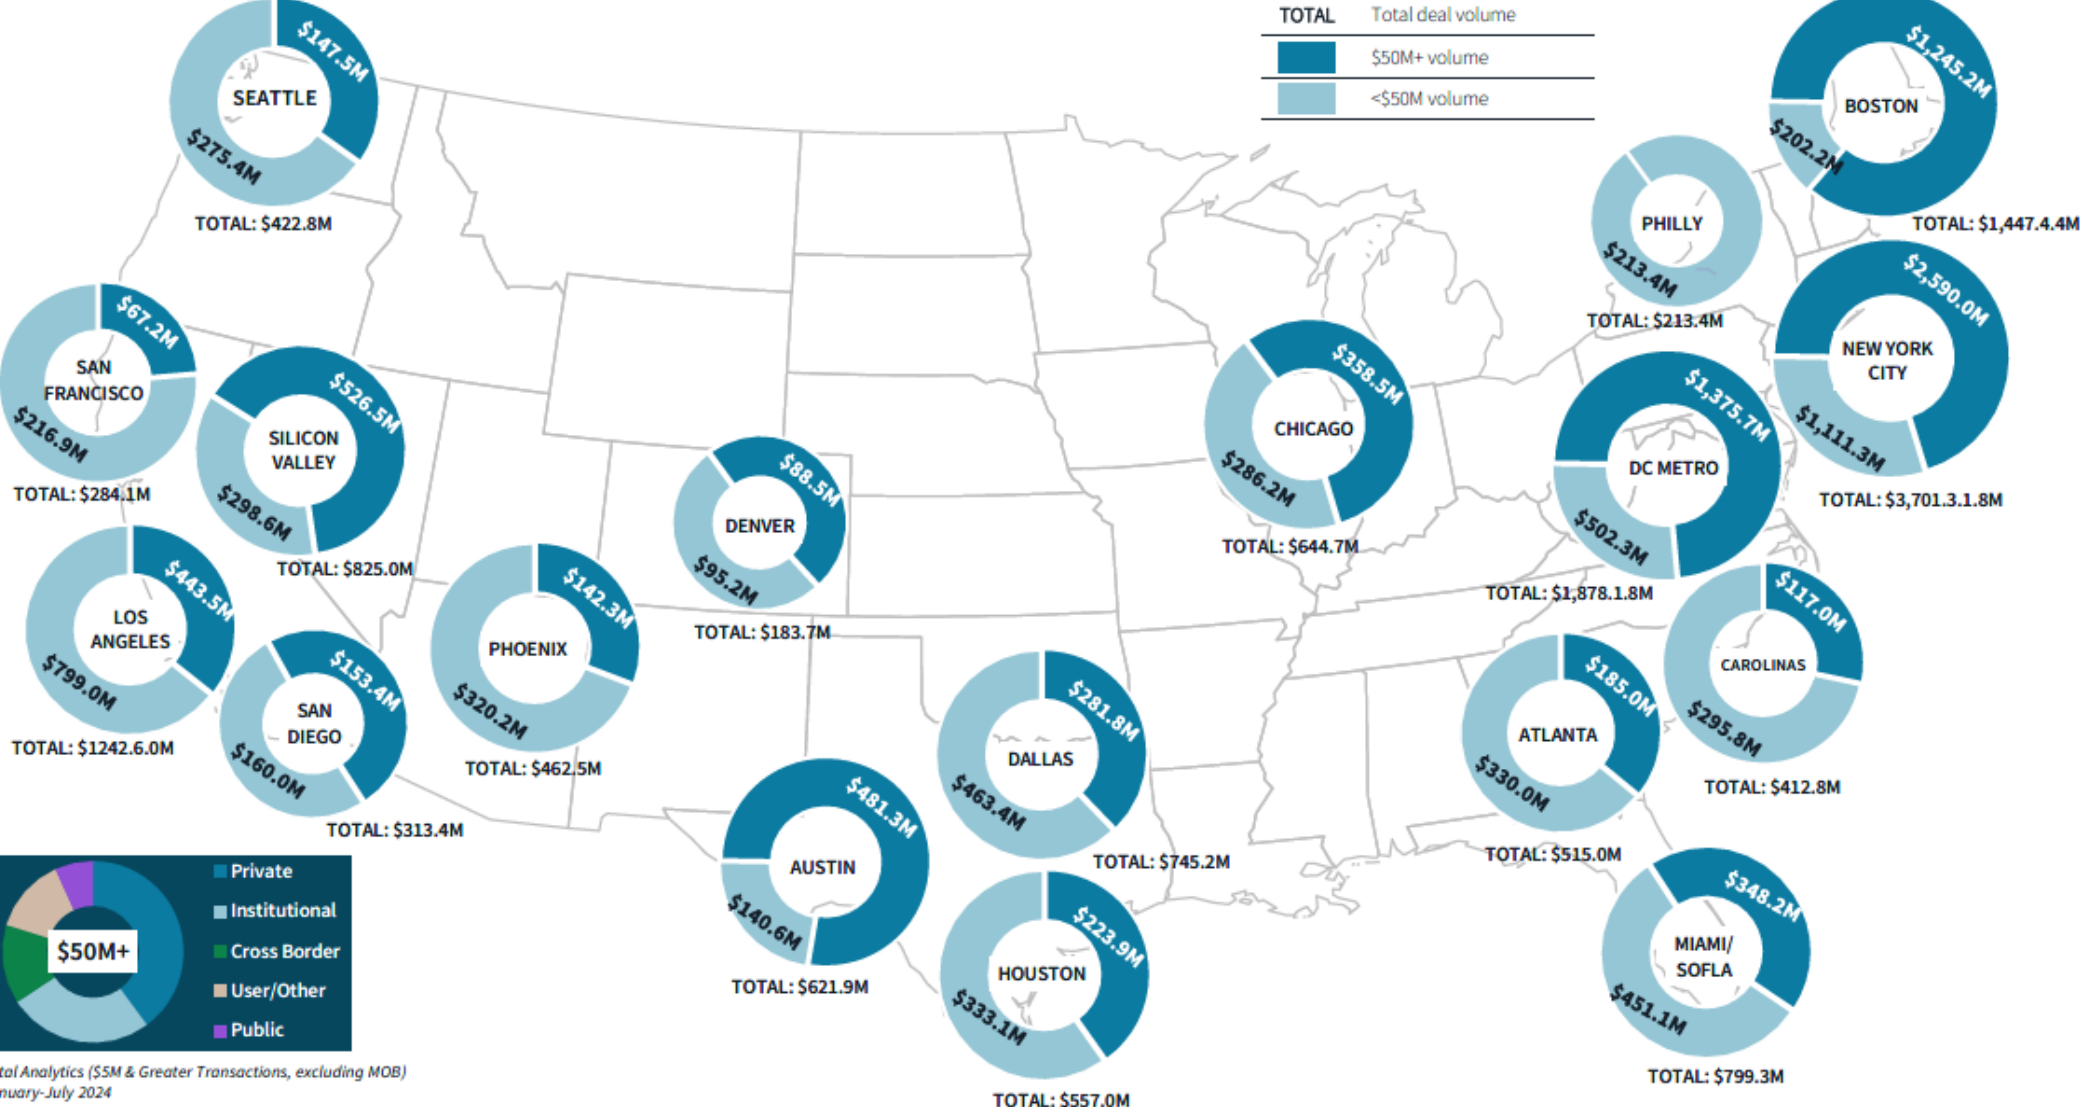 TOTAL Total deal volume
$50M+ volume
<$50M volume
$147.5M
SEATTLE
$275.4M
TOTAL: $422.8M
$1,245.2M
BOSTON
$202.2M
TOTAL: $1,447.4.4M
PHILLY
$213.4M
TOTAL: $213.4M
$2,590.0M
NEW YORK
CITY
$1,111.3M
TOTAL: $3,701.3.1.8M
$67.2M
SAN
FRANCISCO
$216.9M
TOTAL: $284.1M
$526.5M
SILICON
VALLEY
$298.6M
TOTAL: $825.0M
$358.5M
CHICAGO
$286.2M
TOTAL: $644.7M
$1,375.7M
DC METRO
$502.3M
TOTAL: $1,878.1.8M
$88.5M
DENVER
$95.2M
TOTAL: $183.7M
$443.5M
LOS
ANGELES
$799.0M
TOTAL: $1242.6.0M
$142.3M
PHOENIX
$320.2M
TOTAL: $462.5M
$153.4M
SAN
DIEGO
$160.0M
TOTAL: $313.4M
$117.0M
CAROLINAS
$295.8M
TOTAL: $412.8M
$185.0M
ATLANTA
$330.0M
TOTAL: $515.0M
$281.8M
DALLAS
$463.4M
TOTAL: $745.2M
$481.3M
AUSTIN
$140.6M
TOTAL: $621.9M
$223.9M
HOUSTON
$333.1M
TOTAL: $557.0M
$348.2M
MIAMI/
SOFLA
$451.1M
TOTAL: $799.3M
$50M+
Private
Institutional
Cross Border
User/Other
Public
tal Analytics ($5M & Greater Transactions, excluding MOB)
nuary-July 2024